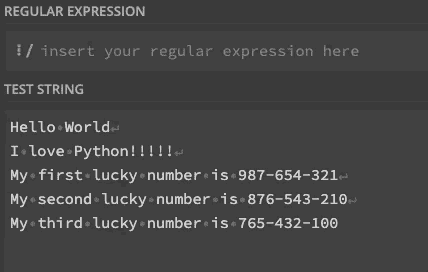 REGULAR EXPRESSION
⁝ / insert your regular expression here
TEST STRING
Hello World
I love Python!!!!!
My first lucky number is 987-654-321
My second lucky number is 876-543-210
My third lucky number is 765-432-100